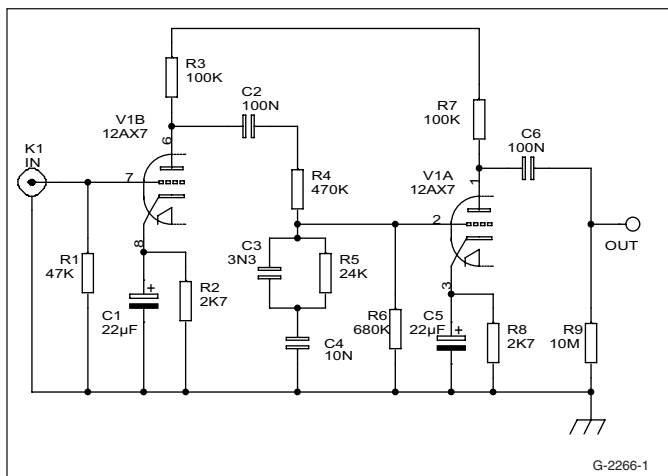 R3
100K
C2
100N
R7
100K
V1B
12AX7
C6
100N
K1
IN
6
R4
470K
V1A
12AX7
1
7
2
OUT
C3
3N3
R5
24K
8
R1
47K
R2
2K7
3
C1
22µF
+
C4
10N
R6
680K
C5
22µF
+
R8
2K7
R9
10M
G-2266-1